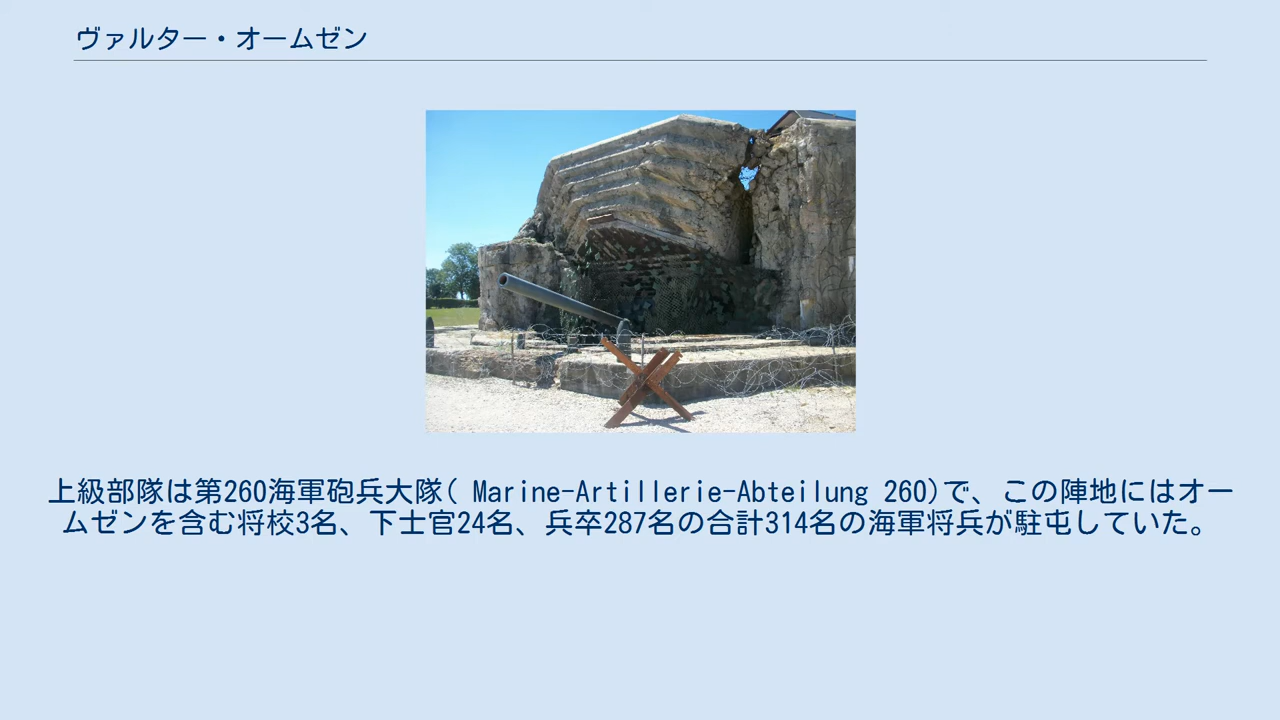 ヴァルター・オームゼン
上級部隊は第260海軍砲兵大隊( Marine-Artillerie-Abteilung 260)で、この陣地にはオー
ムゼンを含む将校3名、下士官24名、兵卒287名の合計314名の海軍将兵が駐屯していた。